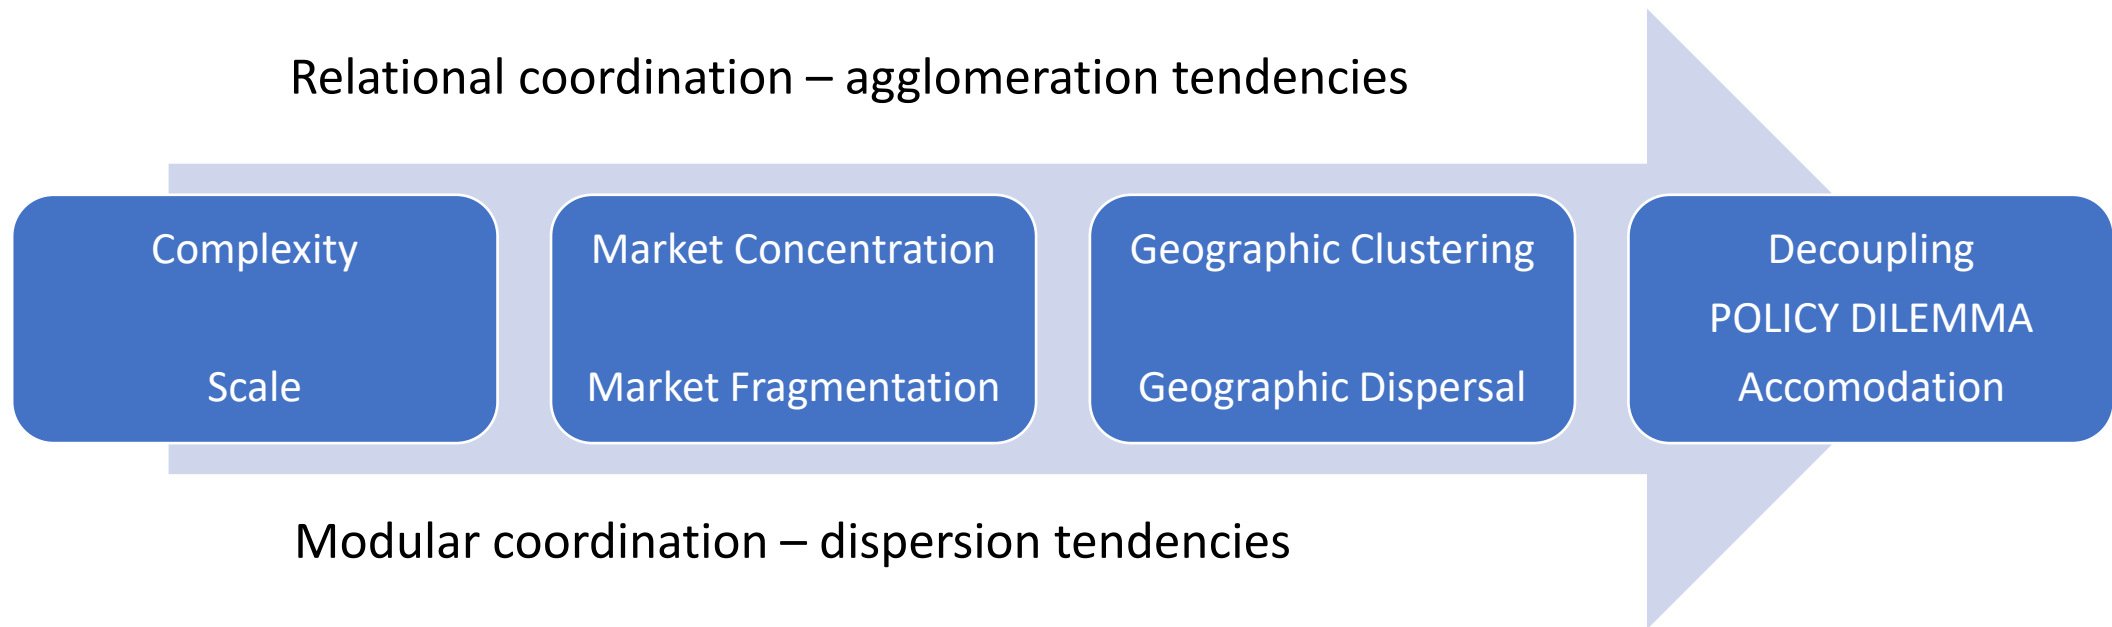 Relational coordination – agglomeration tendencies
Complexity
Scale
Market Concentration
Market Fragmentation
Geographic Clustering
Geographic Dispersal
Decoupling
POLICY DILEMMA
Accomodation
Modular coordination – dispersion tendencies